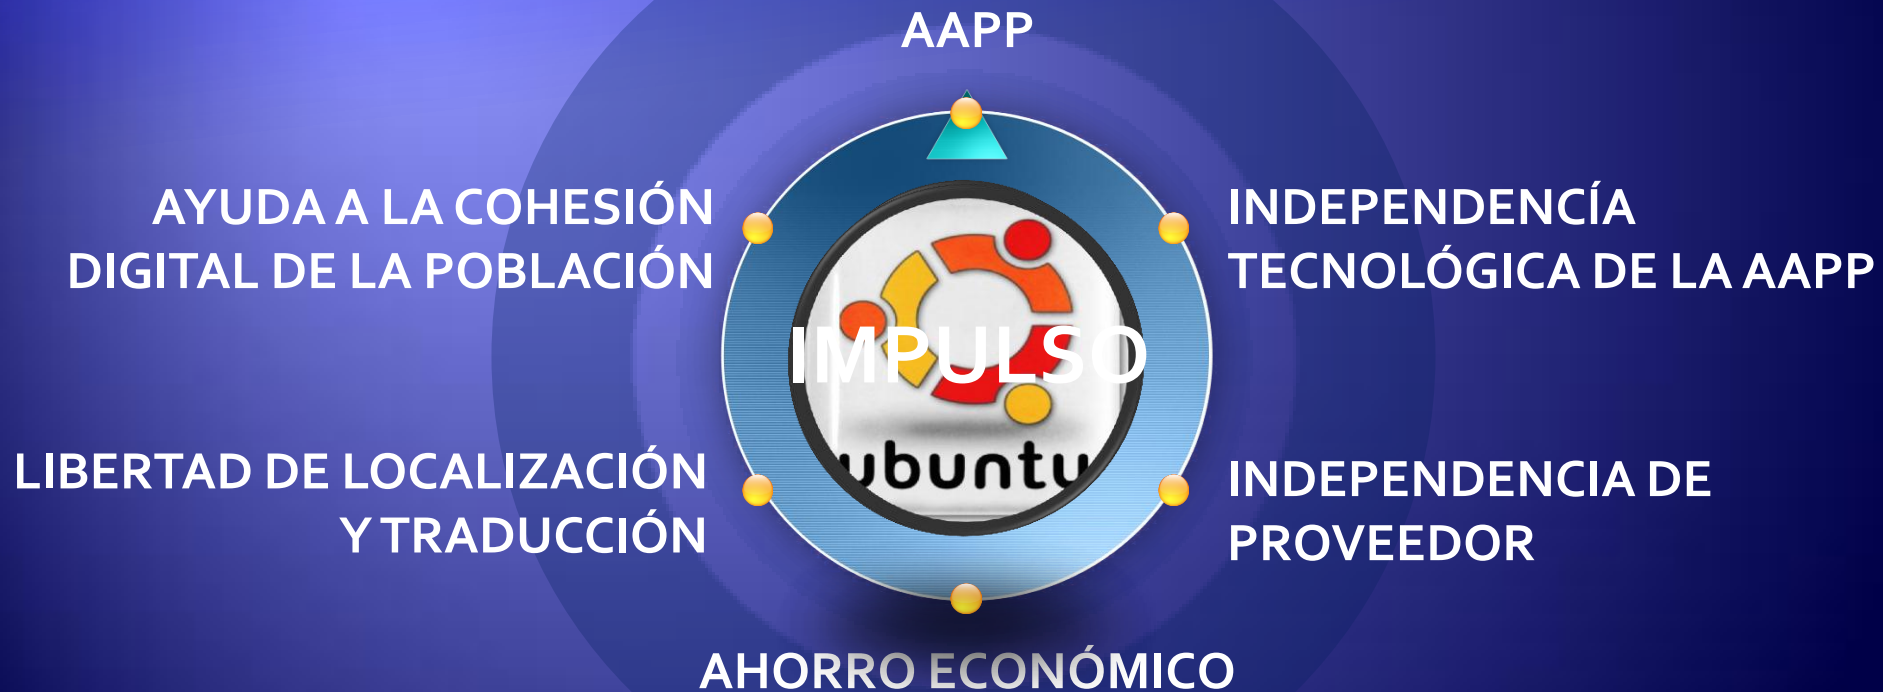 AAPP
AYUDA A LA COHESIÓN
DIGITAL DE LA POBLACIÓN
INDEPENDENCÍA
TECNOLÓGICA DE LA AAPP
IMPULSO
ubuntu
LIBERTAD DE LOCALIZACIÓN
Y TRADUCCIÓN
INDEPENDENCIA DE
PROVEEDOR
AHORRO ECONÓMICO